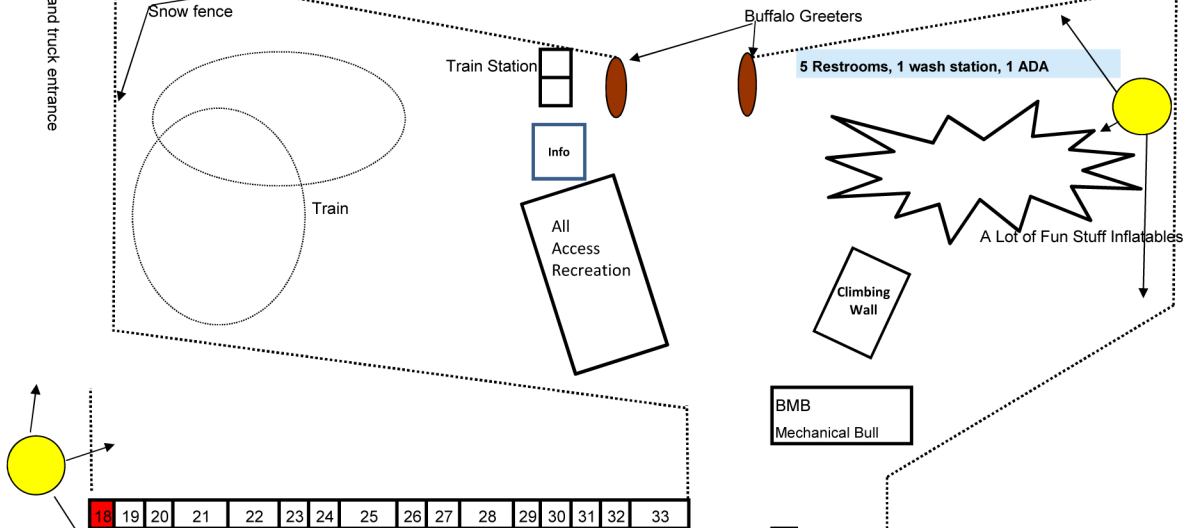 and truck entrance
Snow fence
Buffalo Greeters
Train Station
5 Restrooms, 1 wash station, 1 ADA
Info
Train
All
Access
Recreation
A Lot of Fun Stuff Inflatables
Climbing
Wall
BMB
Mechanical Bull
18 19 20 21 22 23 24 25 26 27 28 29 30 31 32 33